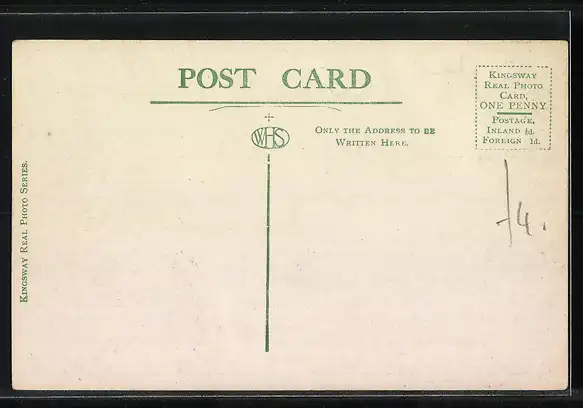 POST CARD
WHS
ONLY THE ADDRESS TO BE
WRITTEN HERE.
KINGSWAY
REAL PHOTO
CARD,
ONE PENNY
POSTAGE,
INLAND ½d.
FOREIGN 1d.
KINGSWAY REAL PHOTO SERIES.